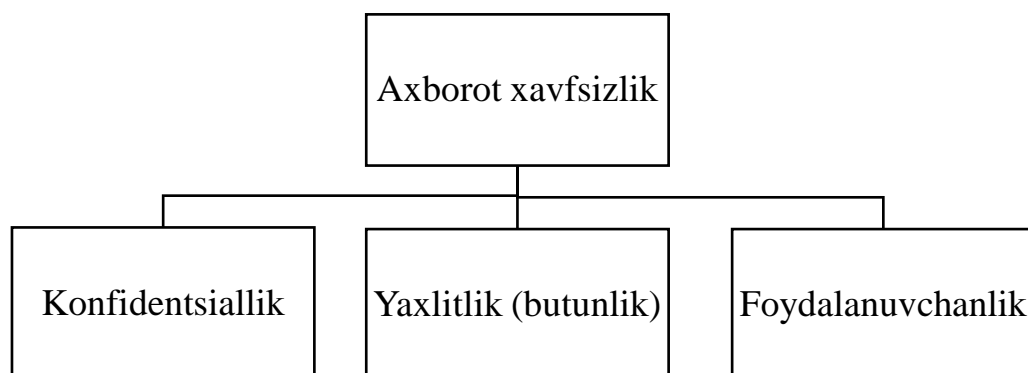 Axborot xavfsizlik
Konfidentsiallik
Yaxlitlik (butunlik)
Foydalanuvchanlik